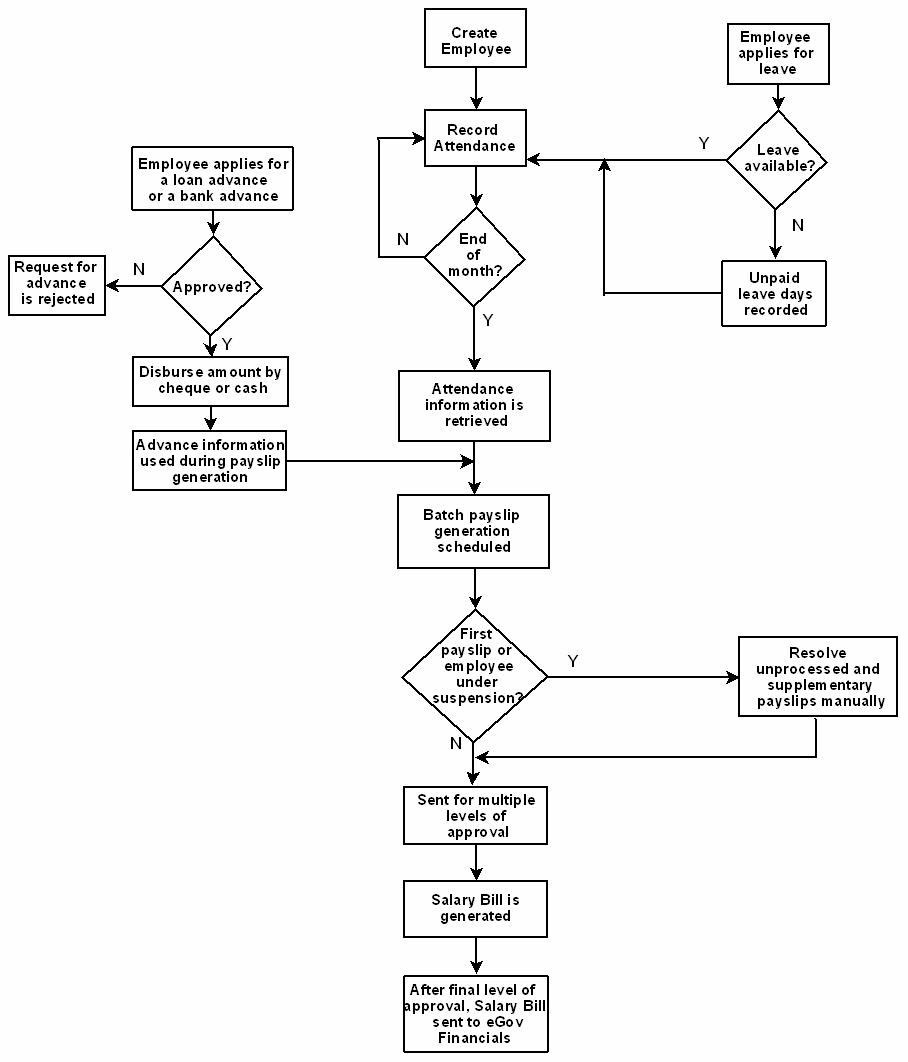 Create
Employee
Employee
applies for
leave
Record
Attendance
Y
Leave
available?
Employee applies for
a loan advance
or a bank advance
N
End
of
month?
N
Request for
advance
is rejected
N
Approved?
Unpaid
leave days
recorded
Y
Y
Disburse amount by
cheque or cash
Attendance
information is
retrieved
Advance information
used during payslip
generation
Batch payslip
generation
scheduled
First
payslip or
employee
under
suspension?
Y
Resolve
unprocessed and
supplementary
payslips manually
N
Sent for multiple
levels of
approval
Salary Bill is
generated
After final level of
approval, Salary Bill
sent to eGov
Financials